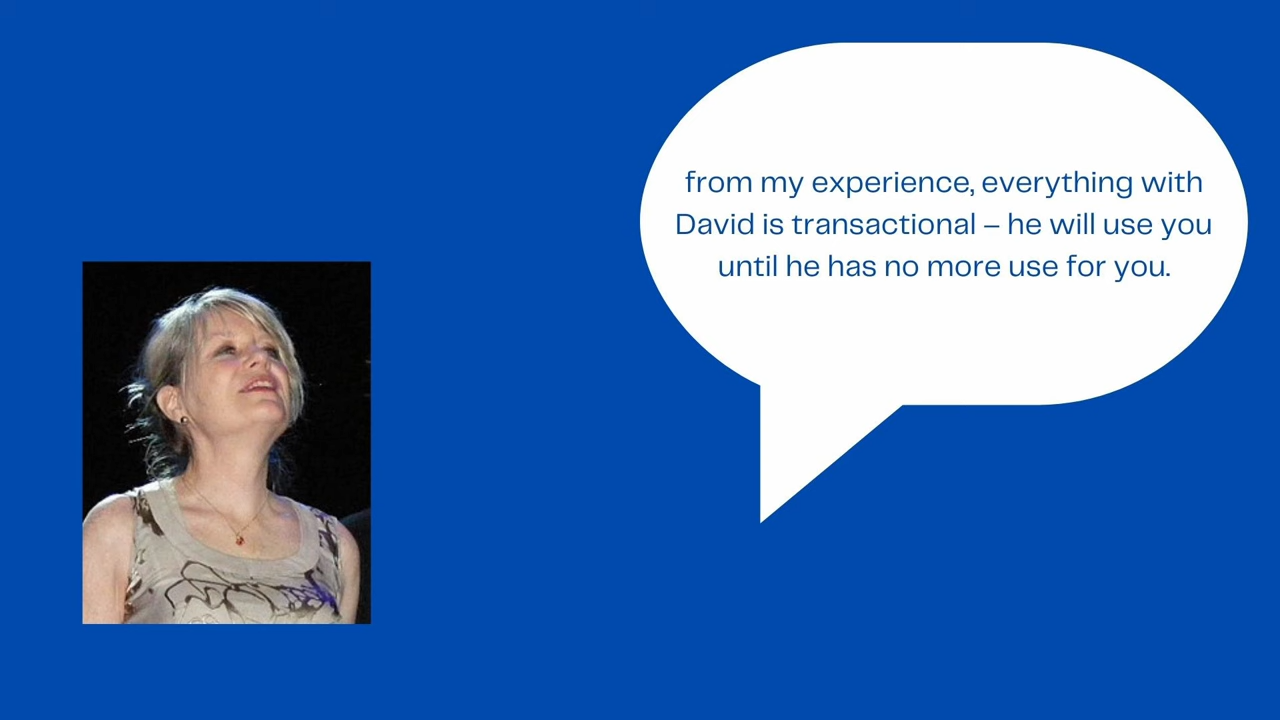 from my experience, everything with
David is transactional – he will use you
until he has no more use for you.